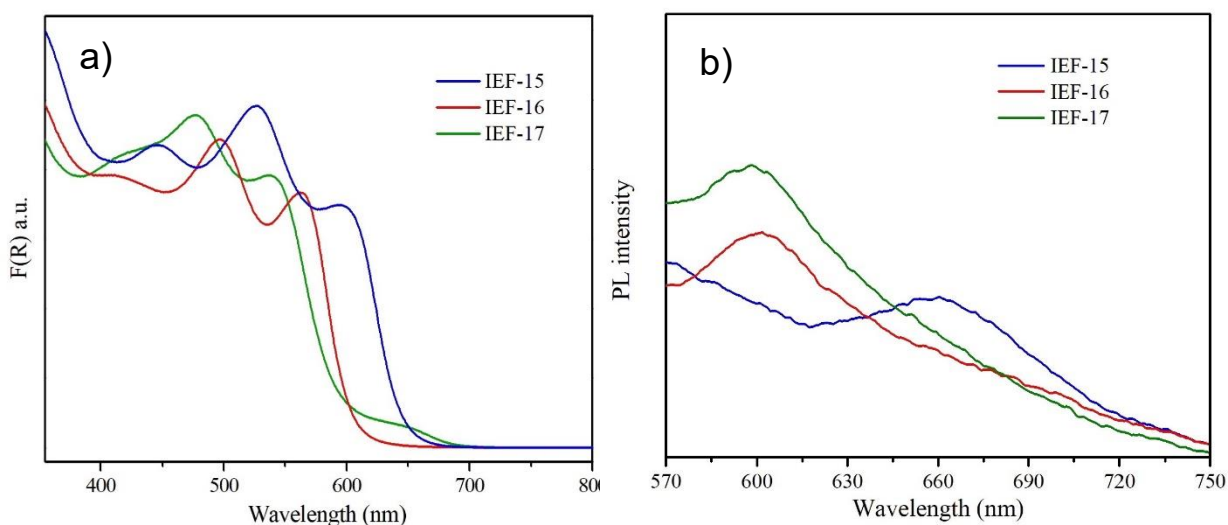 a)
IEF-15
IEF-16
IEF-17
F(R) a.u.
400 500 600 700 800
Wavelength (nm)
b)
IEF-15
IEF-16
IEF-17
PL intensity
570 600 630 660 690 720 750
Wavelength (nm)